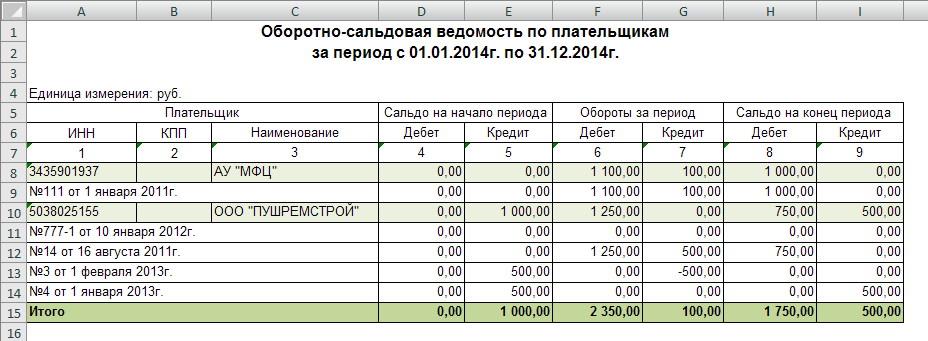 A B C D E F G H I
1 Оборотно-сальдовая ведомость по плательщикам
2 за период с 01.01.2014г. по 31.12.2014г.
3
4 Единица измерения: руб.
5 Плательщик Сальдо на начало периода Обороты за период Сальдо на конец периода
6 ИНН КПП Наименование Дебет Кредит Дебет Кредит Дебет Кредит
7 1 2 3 4 5 6 7 8 9
8 3435901937 АУ "МФЦ" 0,00 0,00 1 100,00 100,00 1 000,00 0,00
9 №111 от 1 января 2011г. 0,00 0,00 1 100,00 100,00 1 000,00 0,00
10 5038025155 ООО "ПУШРЕМСТРОЙ" 0,00 1 000,00 1 250,00 0,00 750,00 500,00
11 №777-1 от 10 января 2012г. 0,00 0,00 0,00 0,00 0,00 0,00
12 №14 от 16 августа 2011г. 0,00 0,00 1 250,00 500,00 750,00 0,00
13 №3 от 1 февраля 2013г. 0,00 500,00 0,00 -500,00 0,00 0,00
14 №4 от 1 января 2013г. 0,00 500,00 0,00 0,00 0,00 500,00
15 Итого 0,00 1 000,00 2 350,00 100,00 1 750,00 500,00
16